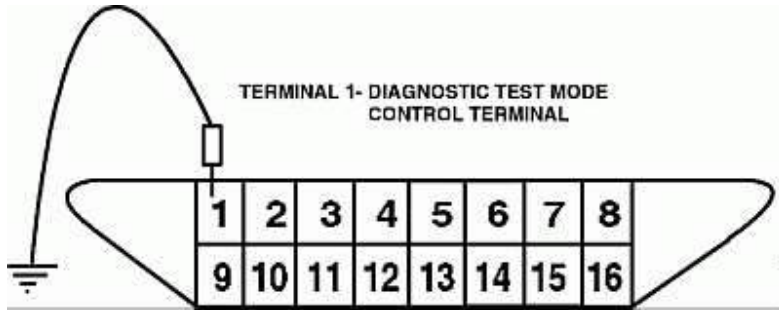 TERMINAL 1- DIAGNOSTIC TEST MODE
CONTROL TERMINAL
1 2 3 4 5 6 7 8
9 10 11 12 13 14 15 16